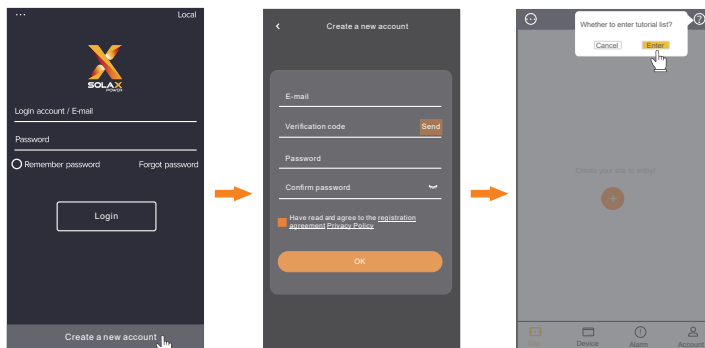 ...
Local
SOLAX
POWER
Login account / E-mail
Password
Remember password
Forgot password
Login
Create a new account
Create a new account
E-mail
Verification code
Send
Password
Confirm password
Have read and agree to the registration
agreement Privacy Policy
OK
Whether to enter tutorial list?
Cancel
Enter
?
Create your site to enjoy!
+
Site
Device
Alarm
Account